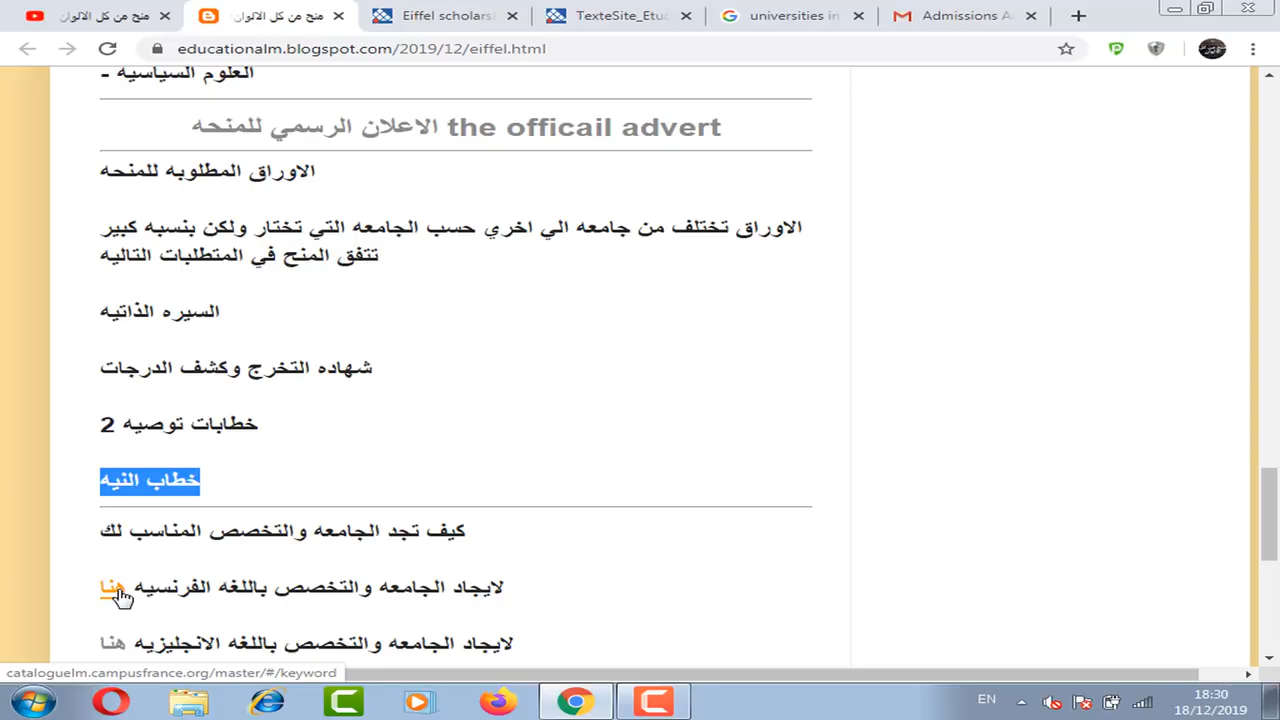 منح من كل الالوان
منح من كل الالوان
Eiffel scholars
TexteSite_Etud
universities in
Admissions A
educationalm.blogspot.com/2019/12/eiffel.html
العلوم السياسيه -
the officail advert الاعلان الرسمي للمنحه
الاوراق المطلوبه للمنحه
الاوراق تختلف من جامعه الي اخري حسب الجامعه التي تختار ولكن بنسبه كبير
تتفق المنح في المتطلبات التاليه
السيره الذاتيه
شهاده التخرج وكشف الدرجات
خطابات توصيه 2
خطاب النيه
كيف تجد الجامعه والتخصص المناسب لك
لايجاد الجامعه والتخصص باللغه الفرنسيه هنا
لايجاد الجامعه والتخصص باللغه الانجليزيه هنا
cataloguelm.campusfrance.org/master/#/keyword
EN
18:30
18/12/2019